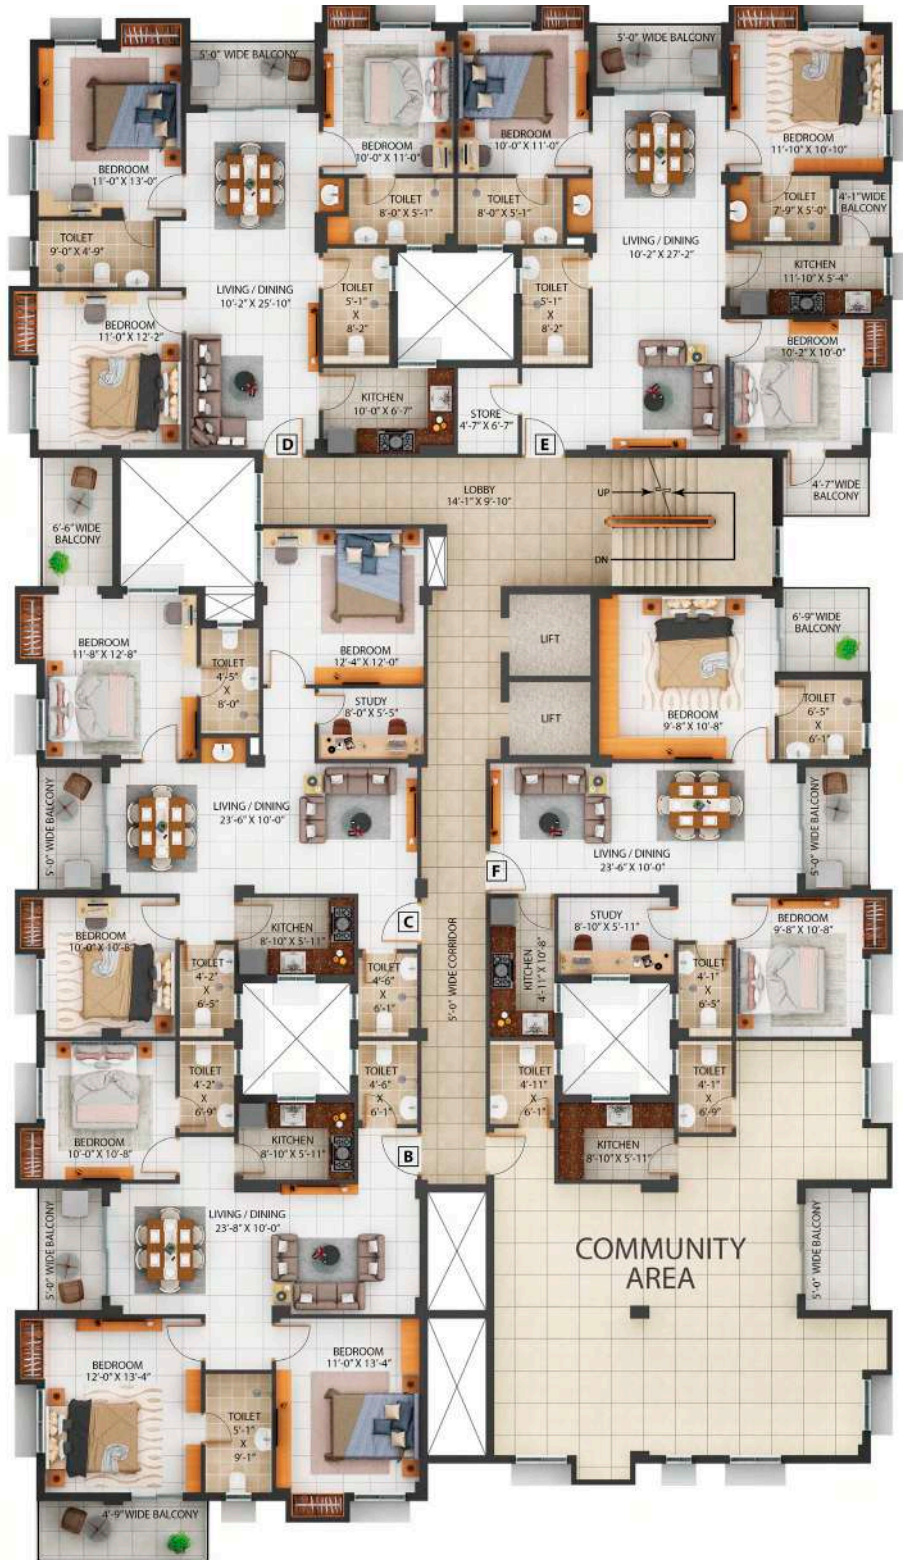 5'-0" WIDE BALCONY
BEDROOM
11'-0" X 13'-0"
BEDROOM
10'-0" X 11'-0"
TOILET
8'-0" X 5'-1"
TOILET
9'-0" X 4'-9"
LIVING / DINING
10'-2" X 25'-10"
TOILET
5'-1"
X
8'-2"
BEDROOM
11'-0" X 12'-2"
KITCHEN
10'-0" X 6'-7"
D
5'-0" WIDE BALCONY
BEDROOM
10'-0" X 11'-0"
BEDROOM
11'-10" X 10'-10"
TOILET
8'-0" X 5'-1"
TOILET
7'-9" X 5'-0"
4'-1" WIDE
BALCONY
LIVING / DINING
10'-2" X 27'-2"
KITCHEN
11'-10" X 5'-4"
TOILET
5'-1"
X
8'-2"
BEDROOM
10'-2" X 10'-0"
STORE
4'-7" X 6'-7"
E
4'-7" WIDE
BALCONY
LOBBY
14'-1" X 9'-10"
UP
DN
6'-6" WIDE
BALCONY
BEDROOM
11'-8" X 12'-8"
TOILET
4'-5"
X
8'-0"
BEDROOM
12'-4" X 12'-0"
STUDY
8'-0" X 5'-5"
LIFT
LIFT
BEDROOM
9'-8" X 10'-8"
6'-9" WIDE
BALCONY
TOILET
6'-5"
X
6'-1"
5'-0" WIDE BALCONY
LIVING / DINING
23'-6" X 10'-0"
LIVING / DINING
23'-6" X 10'-0"
5'-0" WIDE BALCONY
F
C
BEDROOM
10'-0" X 10'-8"
TOILET
4'-2"
X
6'-5"
KITCHEN
8'-10" X 5'-11"
TOILET
4'-6"
X
6'-1"
5'-0" WIDE CORRIDOR
KITCHEN
4'-11" X 10'-8"
STUDY
8'-10" X 5'-11"
TOILET
4'-1"
X
6'-5"
BEDROOM
9'-8" X 10'-8"
BEDROOM
10'-0" X 10'-8"
TOILET
4'-2"
X
6'-9"
KITCHEN
8'-10" X 5'-11"
TOILET
4'-6"
X
6'-1"
B
TOILET
4'-11"
X
6'-1"
KITCHEN
8'-10" X 5'-11"
TOILET
4'-1"
X
6'-9"
5'-0" WIDE BALCONY
LIVING / DINING
23'-8" X 10'-0"
COMMUNITY
AREA
5'-0" WIDE BALCONY
BEDROOM
12'-0" X 13'-4"
TOILET
5'-1"
X
9'-1"
BEDROOM
11'-0" X 13'-4"
4'-9" WIDE BALCONY